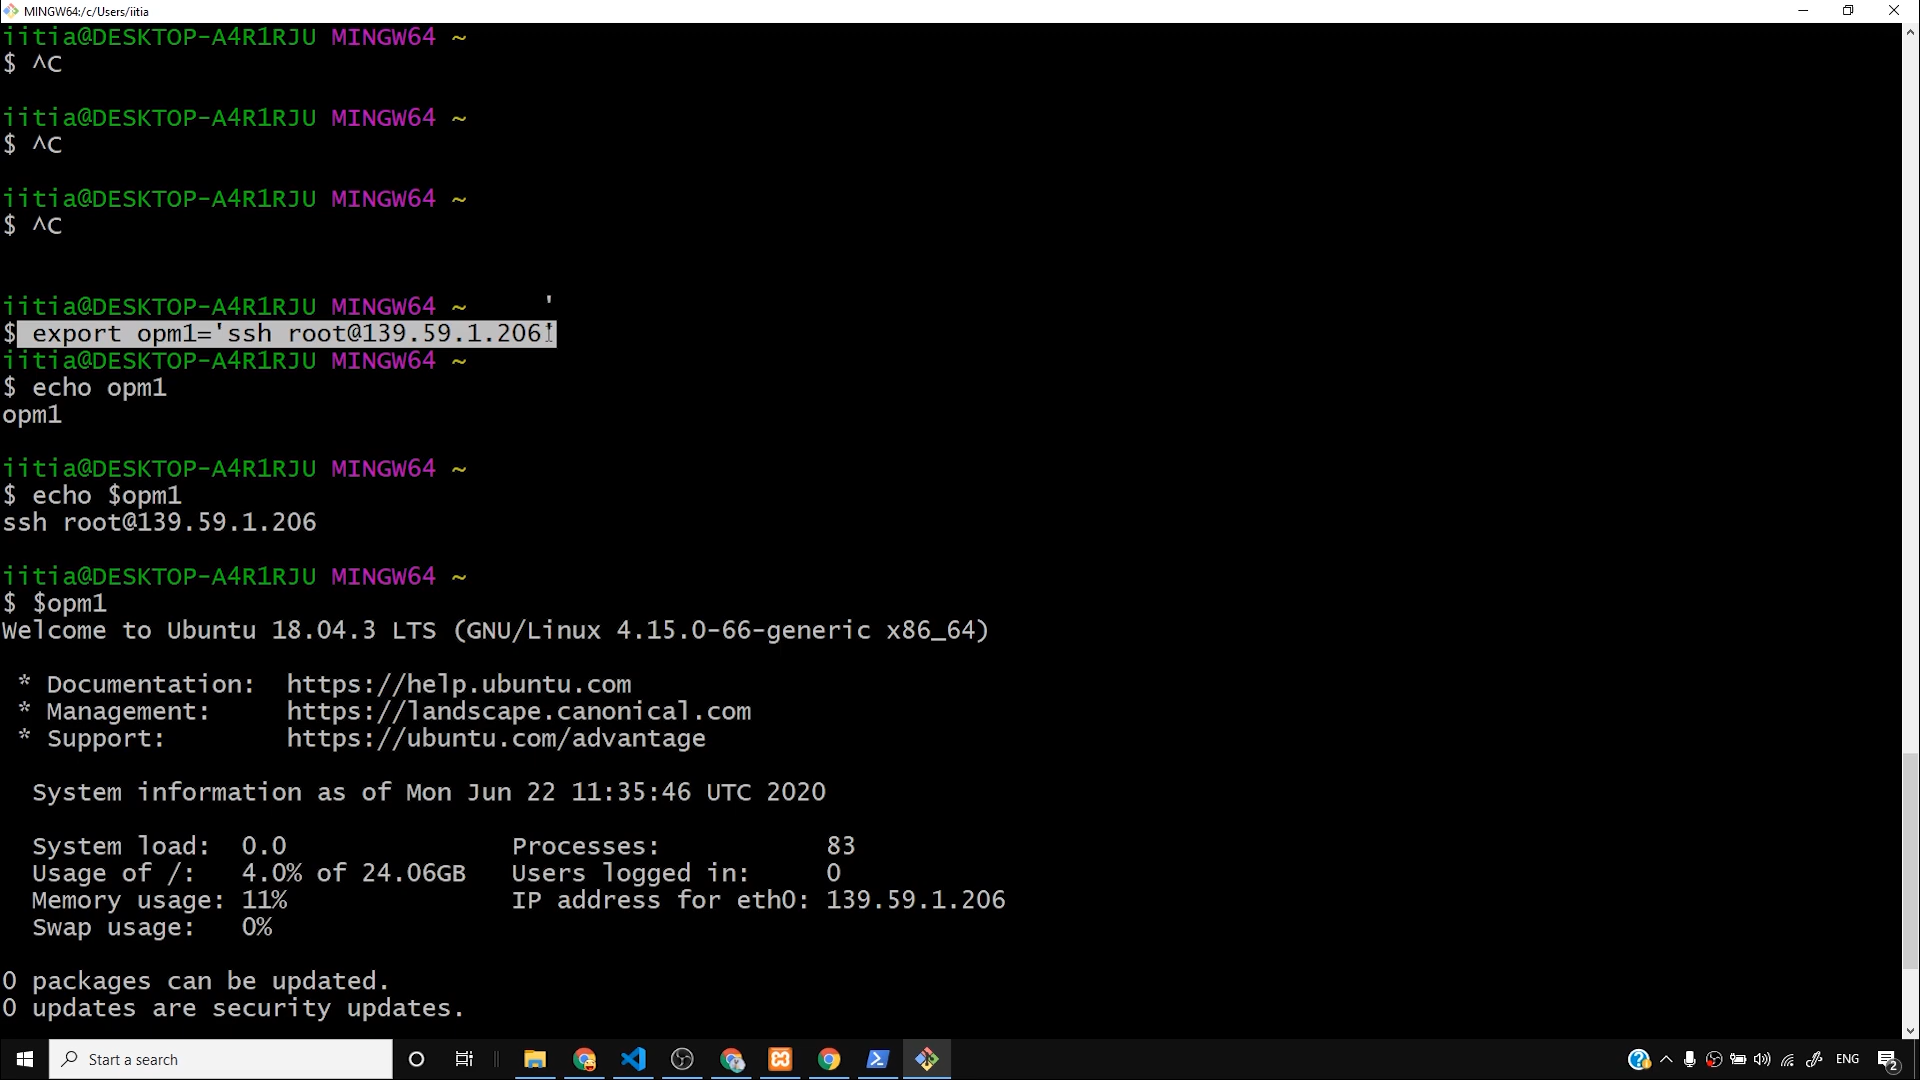 MINGW64:/c/Users/iitia
iitia@DESKTOP-A4R1RJU MINGW64 ~
$ ^C
iitia@DESKTOP-A4R1RJU MINGW64 ~
$ ^C
iitia@DESKTOP-A4R1RJU MINGW64 ~
$ ^C
iitia@DESKTOP-A4R1RJU MINGW64 ~     '
$ export opm1='ssh root@139.59.1.206'
iitia@DESKTOP-A4R1RJU MINGW64 ~
$ echo opm1
opm1
iitia@DESKTOP-A4R1RJU MINGW64 ~
$ echo $opm1
ssh root@139.59.1.206
iitia@DESKTOP-A4R1RJU MINGW64 ~
$ $opm1
Welcome to Ubuntu 18.04.3 LTS (GNU/Linux 4.15.0-66-generic x86_64)
* Documentation:  https://help.ubuntu.com
* Management:     https://landscape.canonical.com
* Support:        https://ubuntu.com/advantage
System information as of Mon Jun 22 11:35:46 UTC 2020
System load:  0.0               Processes:           83
Usage of /:   4.0% of 24.06GB   Users logged in:     0
Memory usage: 11%               IP address for eth0: 139.59.1.206
Swap usage:   0%
0 packages can be updated.
0 updates are security updates.
Start a search
ENG
2